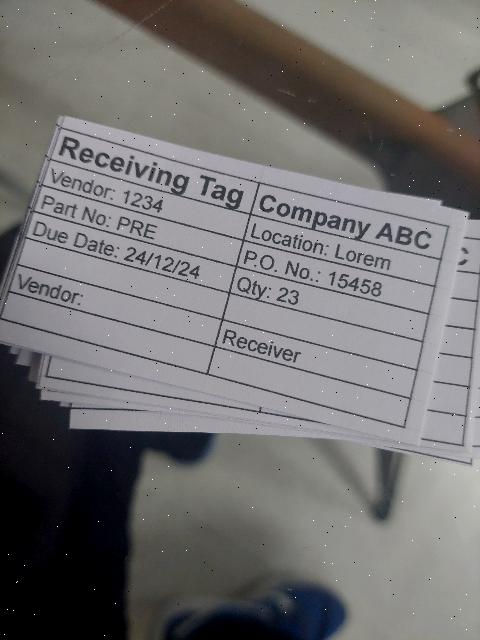 Receiving Tag Company ABC
Vendor: 1234 Location: Lorem
Part No: PRE P.O. No.: 15458
Due Date: 24/12/24 Qty: 23
Vendor: Receiver
C